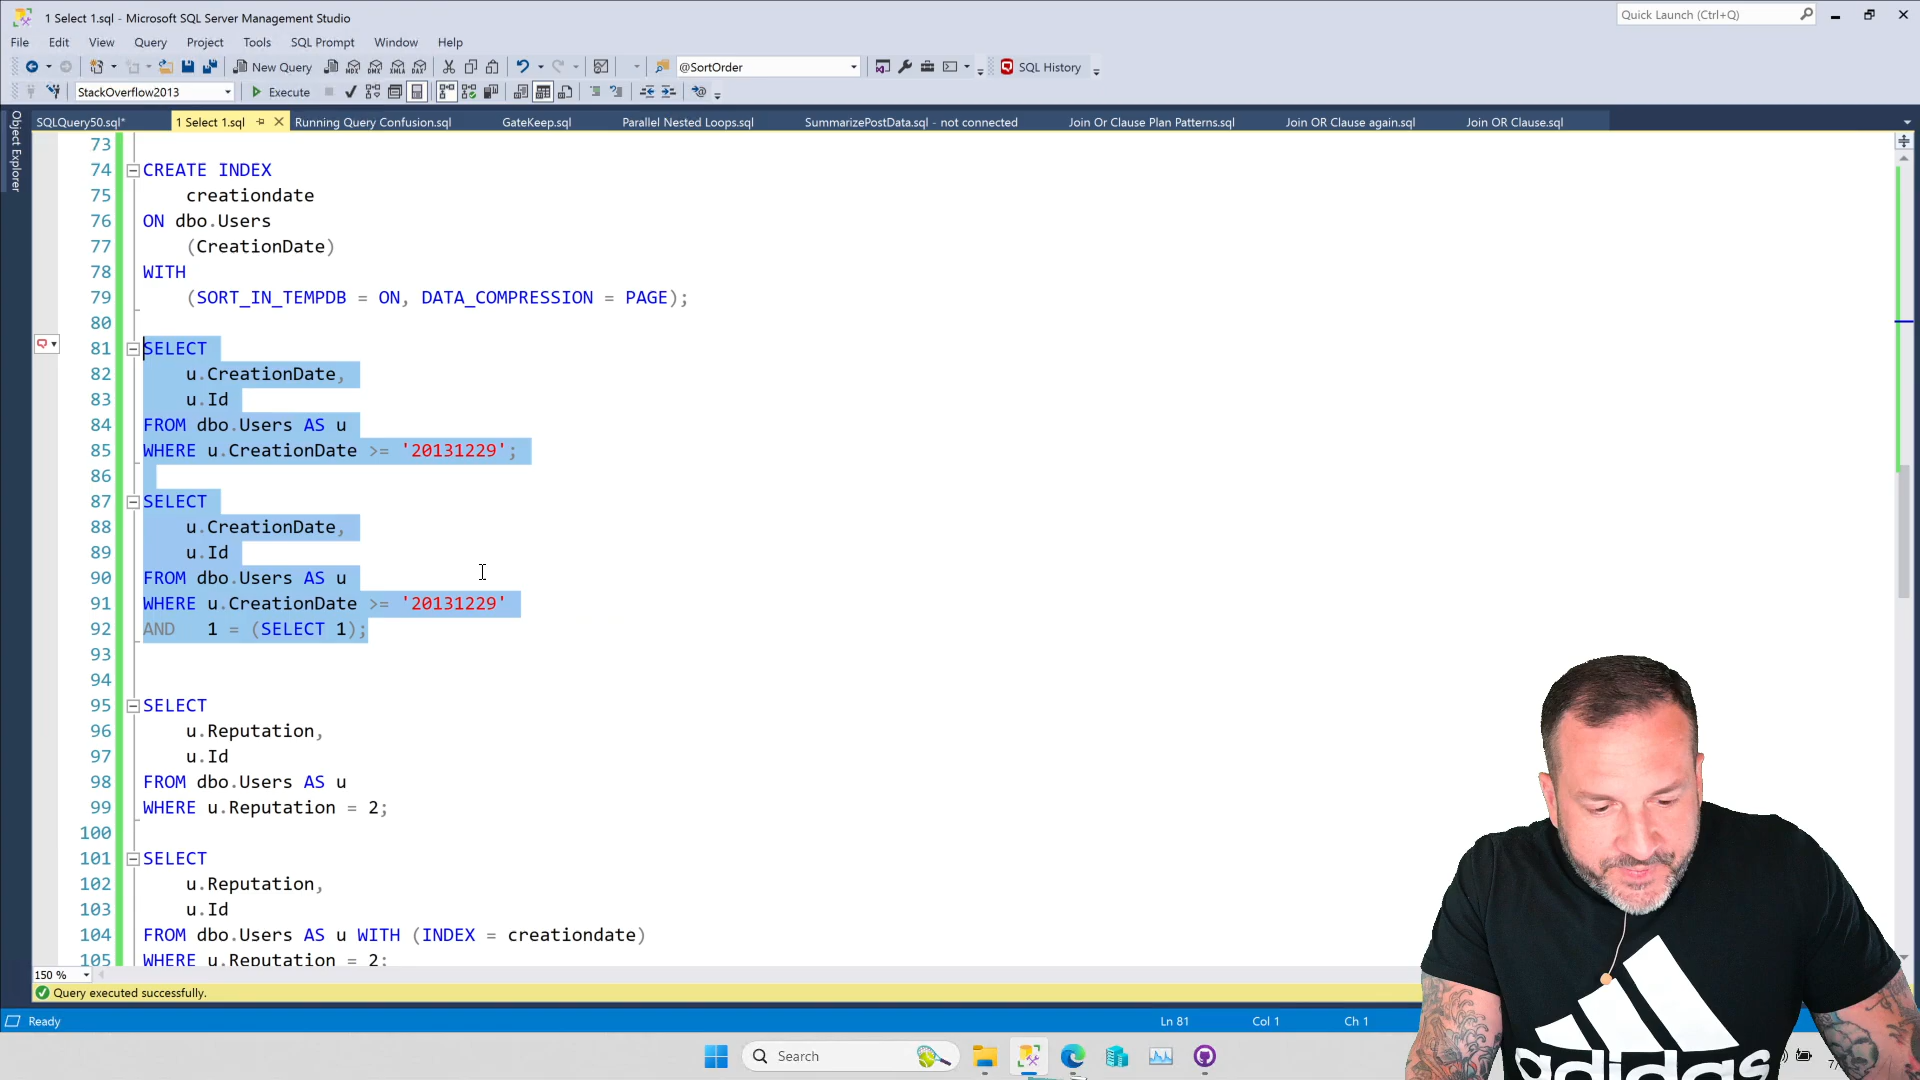 1 Select 1.sql - Microsoft SQL Server Management Studio
Quick Launch (Ctrl+Q)
File Edit View Query Project Tools SQL Prompt Window Help
New Query MDX DMX XMLA DAX @SortOrder SQL History
StackOverflow2013 Execute
SQLQuery50.sql* 1 Select 1.sql Running Query Confusion.sql GateKeep.sql Parallel Nested Loops.sql SummarizePostData.sql - not connected Join Or Clause Plan Patterns.sql Join OR Clause again.sql Join OR Clause.sql
Object Explorer
73
74 CREATE INDEX
75 creationdate
76 ON dbo.Users
77 (CreationDate)
78 WITH
79 (SORT_IN_TEMPDB = ON, DATA_COMPRESSION = PAGE);
80
81 SELECT
82 u.CreationDate,
83 u.Id
84 FROM dbo.Users AS u
85 WHERE u.CreationDate >= '20131229';
86
87 SELECT
88 u.CreationDate,
89 u.Id
90 FROM dbo.Users AS u
91 WHERE u.CreationDate >= '20131229'
92 AND 1 = (SELECT 1);
93
94
95 SELECT
96 u.Reputation,
97 u.Id
98 FROM dbo.Users AS u
99 WHERE u.Reputation = 2;
100
101 SELECT
102 u.Reputation,
103 u.Id
104 FROM dbo.Users AS u WITH (INDEX = creationdate)
105 WHERE u.Reputation = 2;
150 %
Query executed successfully.
Ready Ln 81 Col 1 Ch 1
Search
adidas